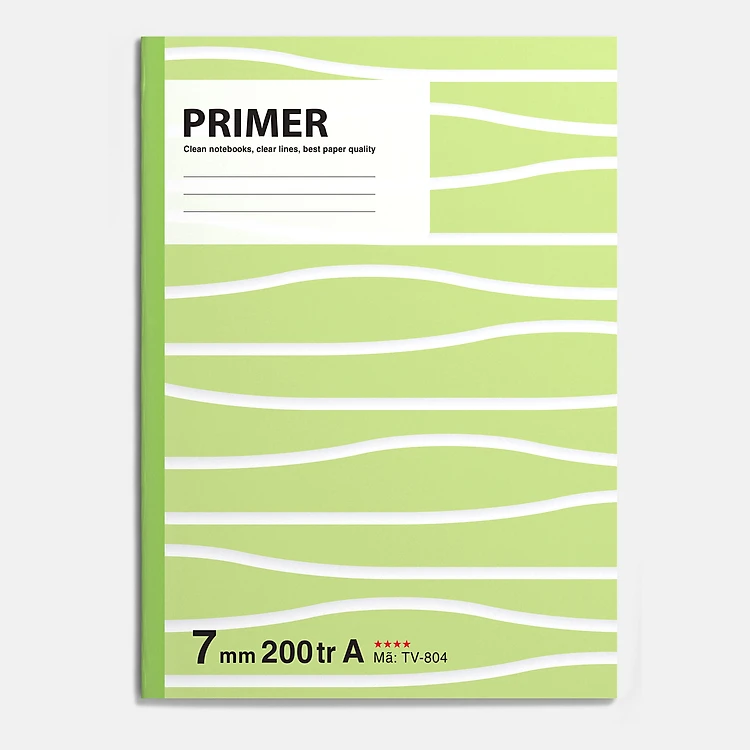 PRIMER
Clean notebooks, clear lines, best paper quality
7 mm 200 tr A ★★★★
Mã: TV-804